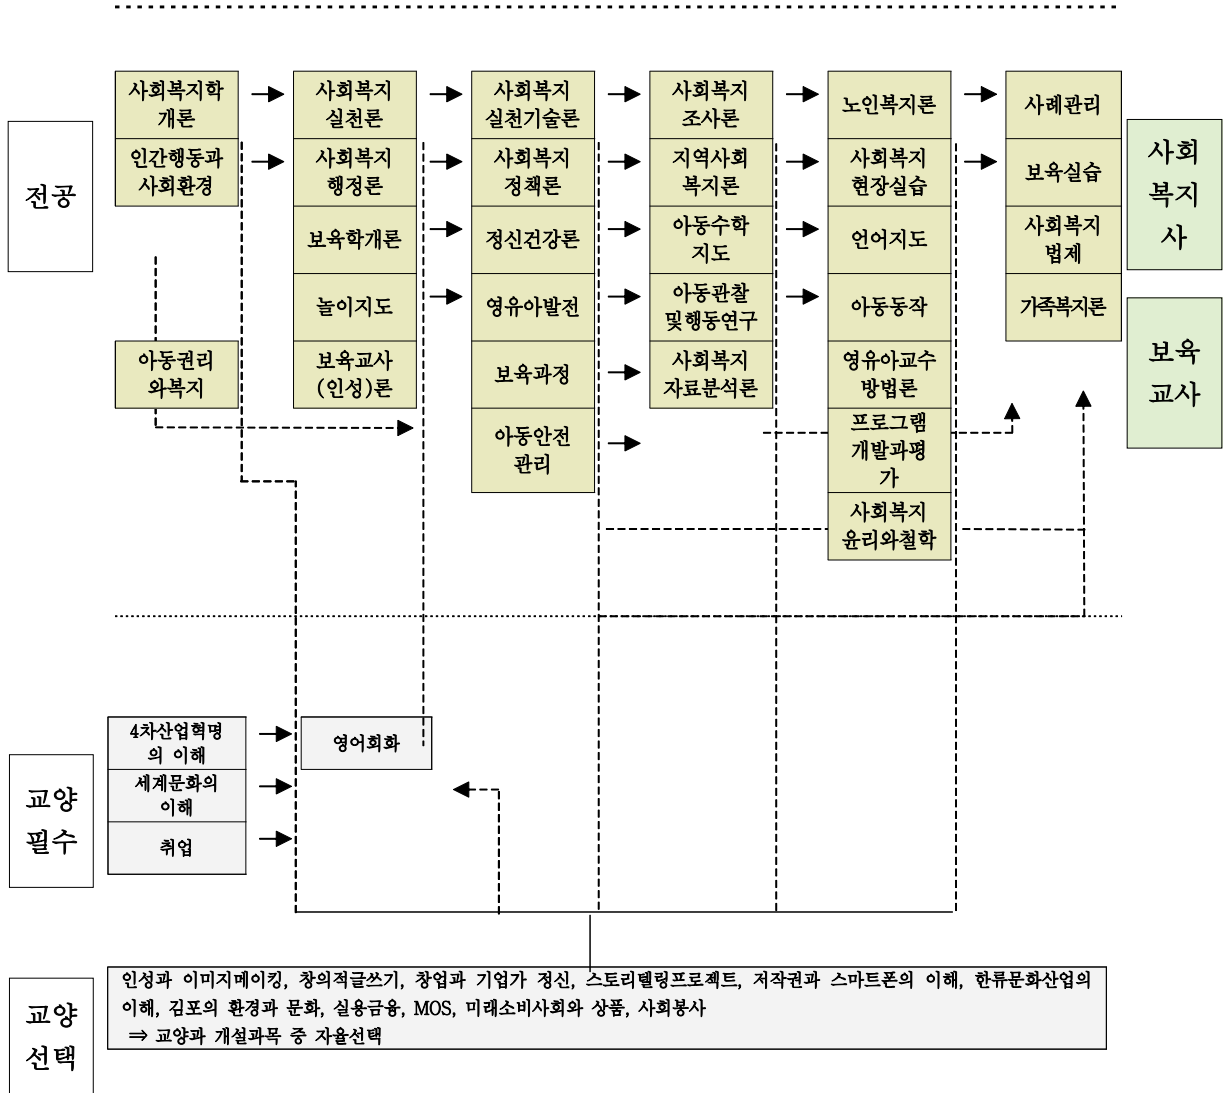 전공
사회복지학
개론
인간행동과
사회환경
아동권리
와복지
사회복지
실천론
사회복지
행정론
보육학개론
놀이지도
보육교사
(인성)론
사회복지
실천기술론
사회복지
정책론
정신건강론
영유아발전
보육과정
아동안전
관리
사회복지
조사론
지역사회
복지론
아동수학
지도
아동관찰
및행동연구
사회복지
자료분석론
노인복지론
사회복지
현장실습
언어지도
아동동작
영유아교수
방법론
프로그램
개발과평
가
사회복지
윤리와철학
사례관리
보육실습
사회복지
법제
가족복지론
사회
복지
사
보육
교사
교양
필수
4차산업혁명
의 이해
세계문화의
이해
취업
영어회화
교양
선택
인성과 이미지메이킹, 창의적글쓰기, 창업과 기업가 정신, 스토리텔링프로젝트, 저작권과 스마트폰의 이해, 한류문화산업의
이해, 김포의 환경과 문화, 실용금융, MOS, 미래소비사회와 상품, 사회봉사
⇒ 교양과 개설과목 중 자율선택